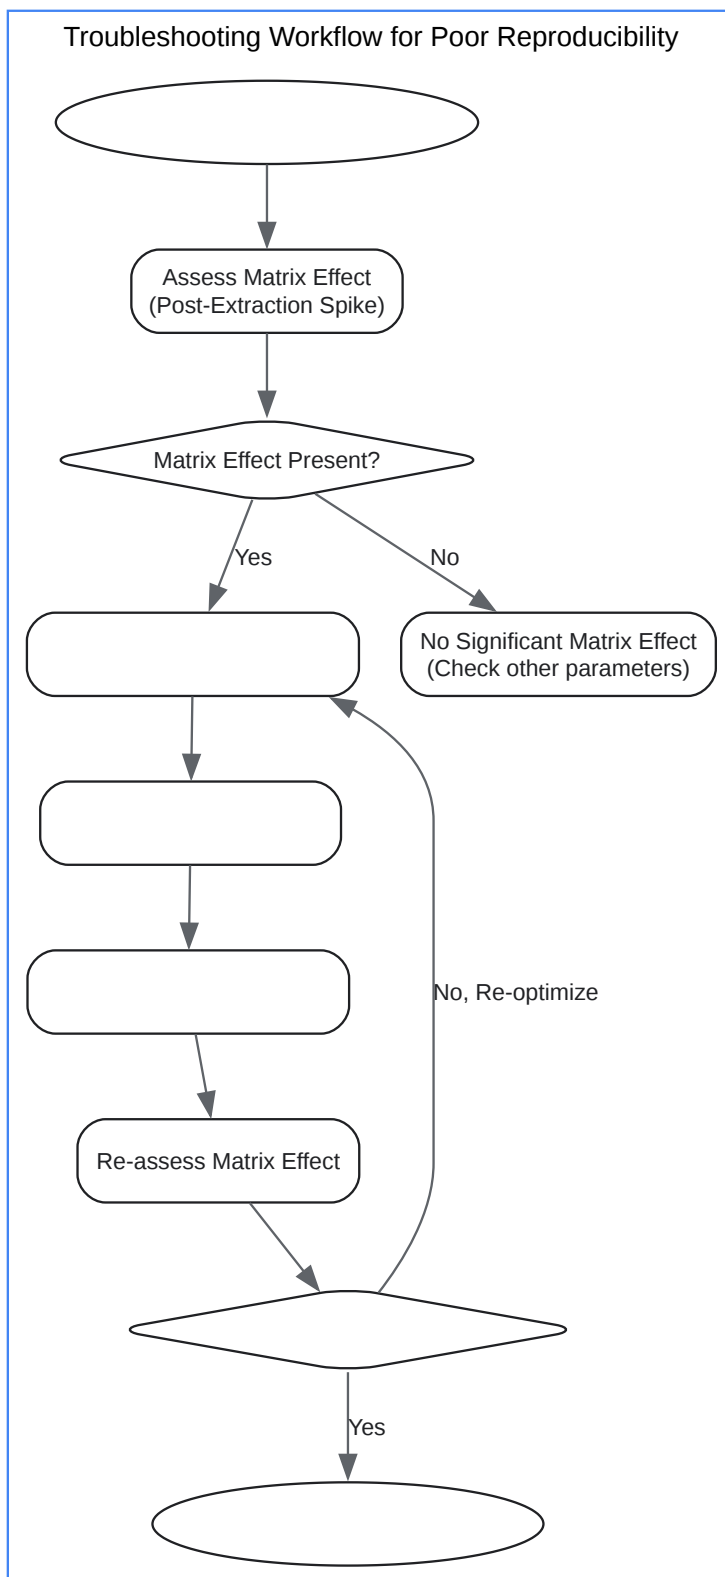 Troubleshooting Workflow for Poor Reproducibility
Assess Matrix Effect
(Post-Extraction Spike)
Matrix Effect Present?
Yes
No
No Significant Matrix Effect
(Check other parameters)
No, Re-optimize
Re-assess Matrix Effect
Yes